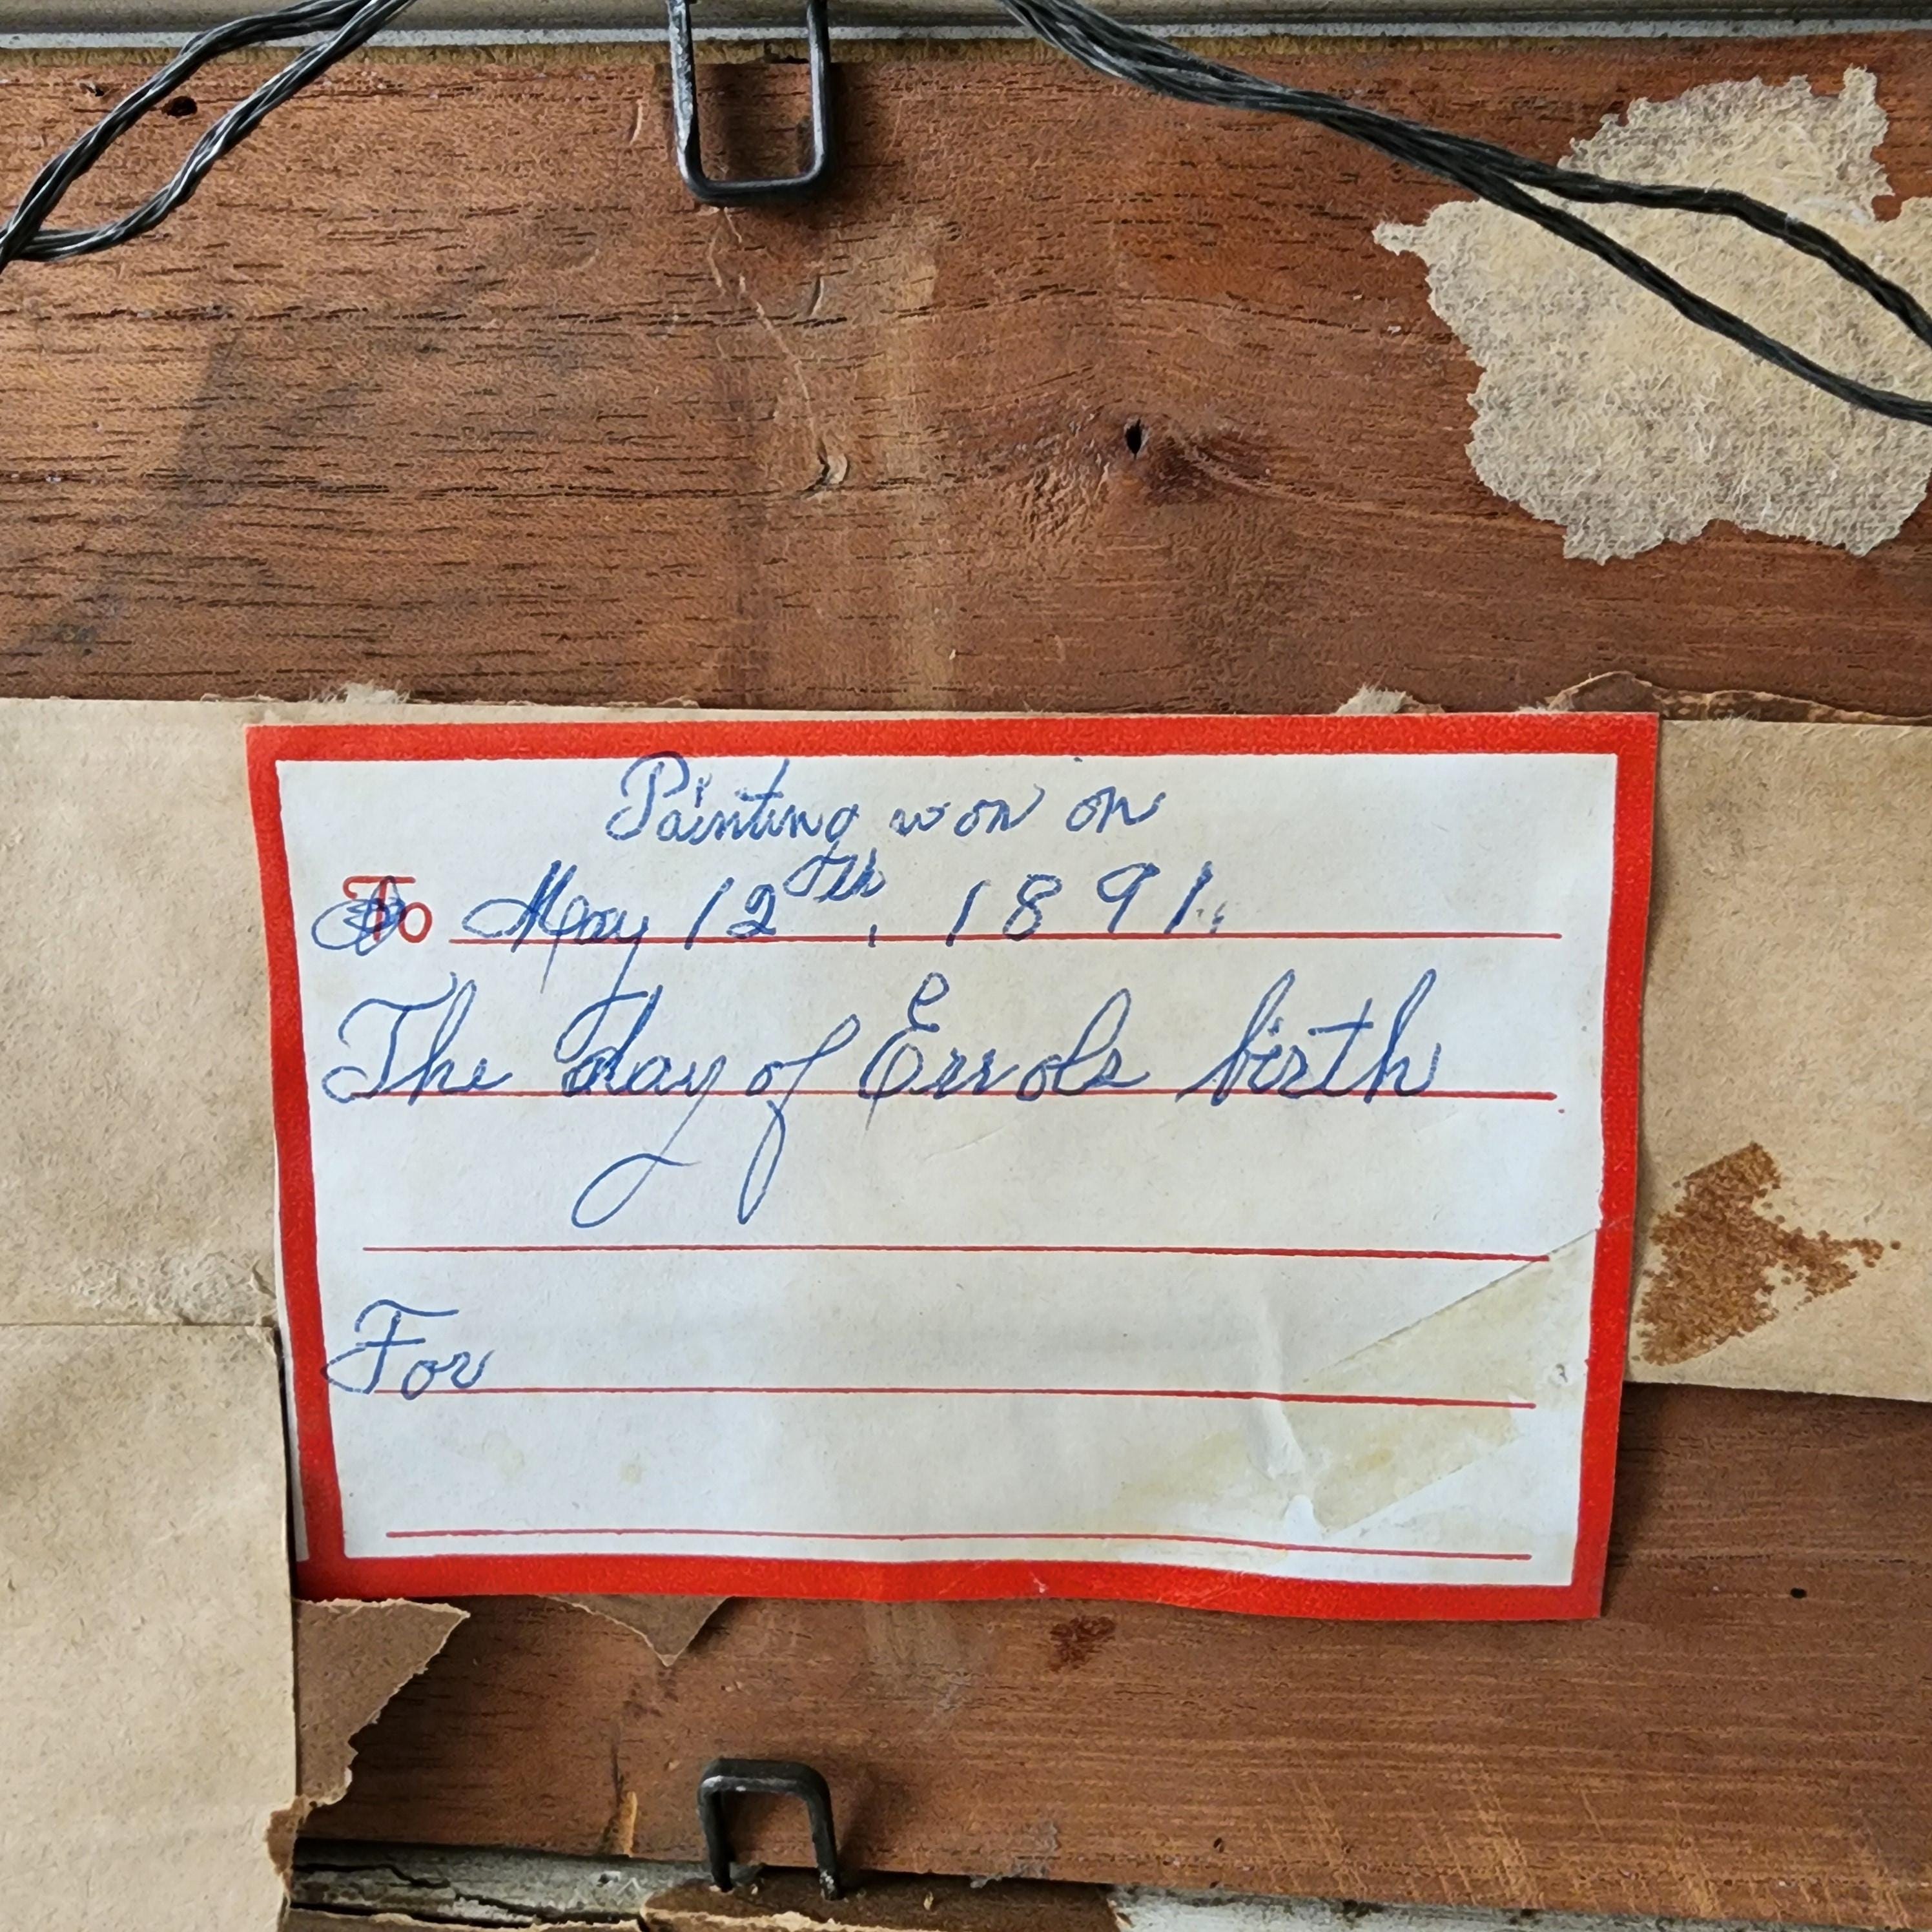 Painting won on
To May 12th, 1891.
The day of Errols birth
For